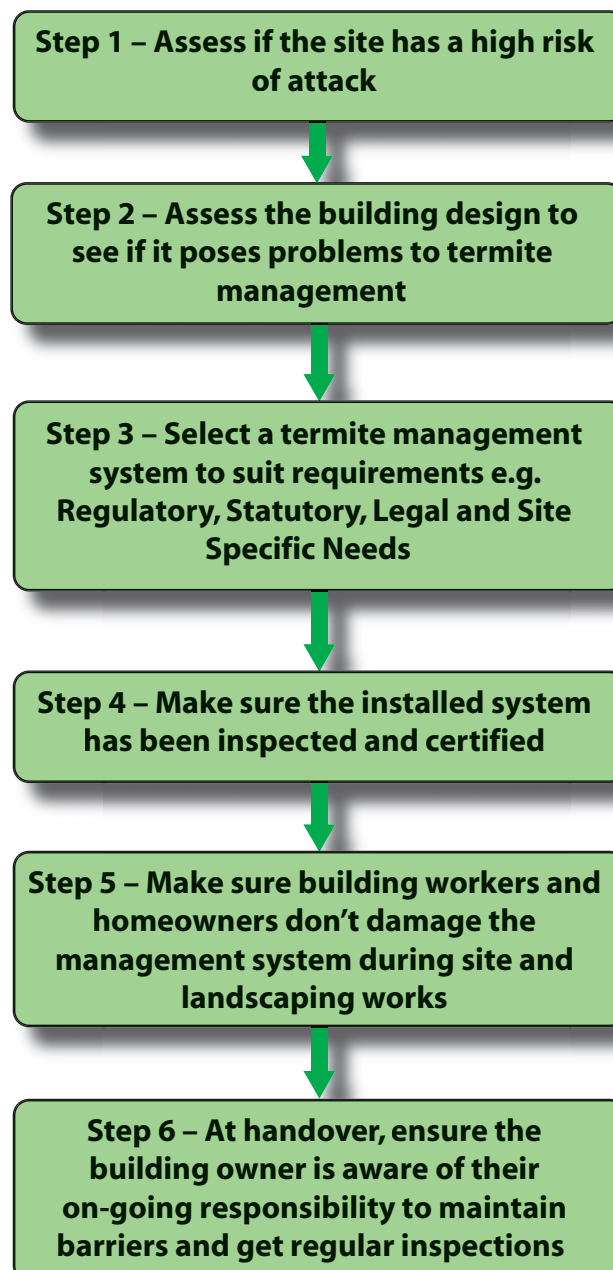 Step 1 – Assess if the site has a high risk
of attack
Step 2 – Assess the building design to
see if it poses problems to termite
management
Step 3 – Select a termite management
system to suit requirements e.g.
Regulatory, Statutory, Legal and Site
Specific Needs
Step 4 – Make sure the installed system
has been inspected and certified
Step 5 – Make sure building workers and
homeowners don’t damage the
management system during site and
landscaping works
Step 6 – At handover, ensure the
building owner is aware of their
on-going responsibility to maintain
barriers and get regular inspections